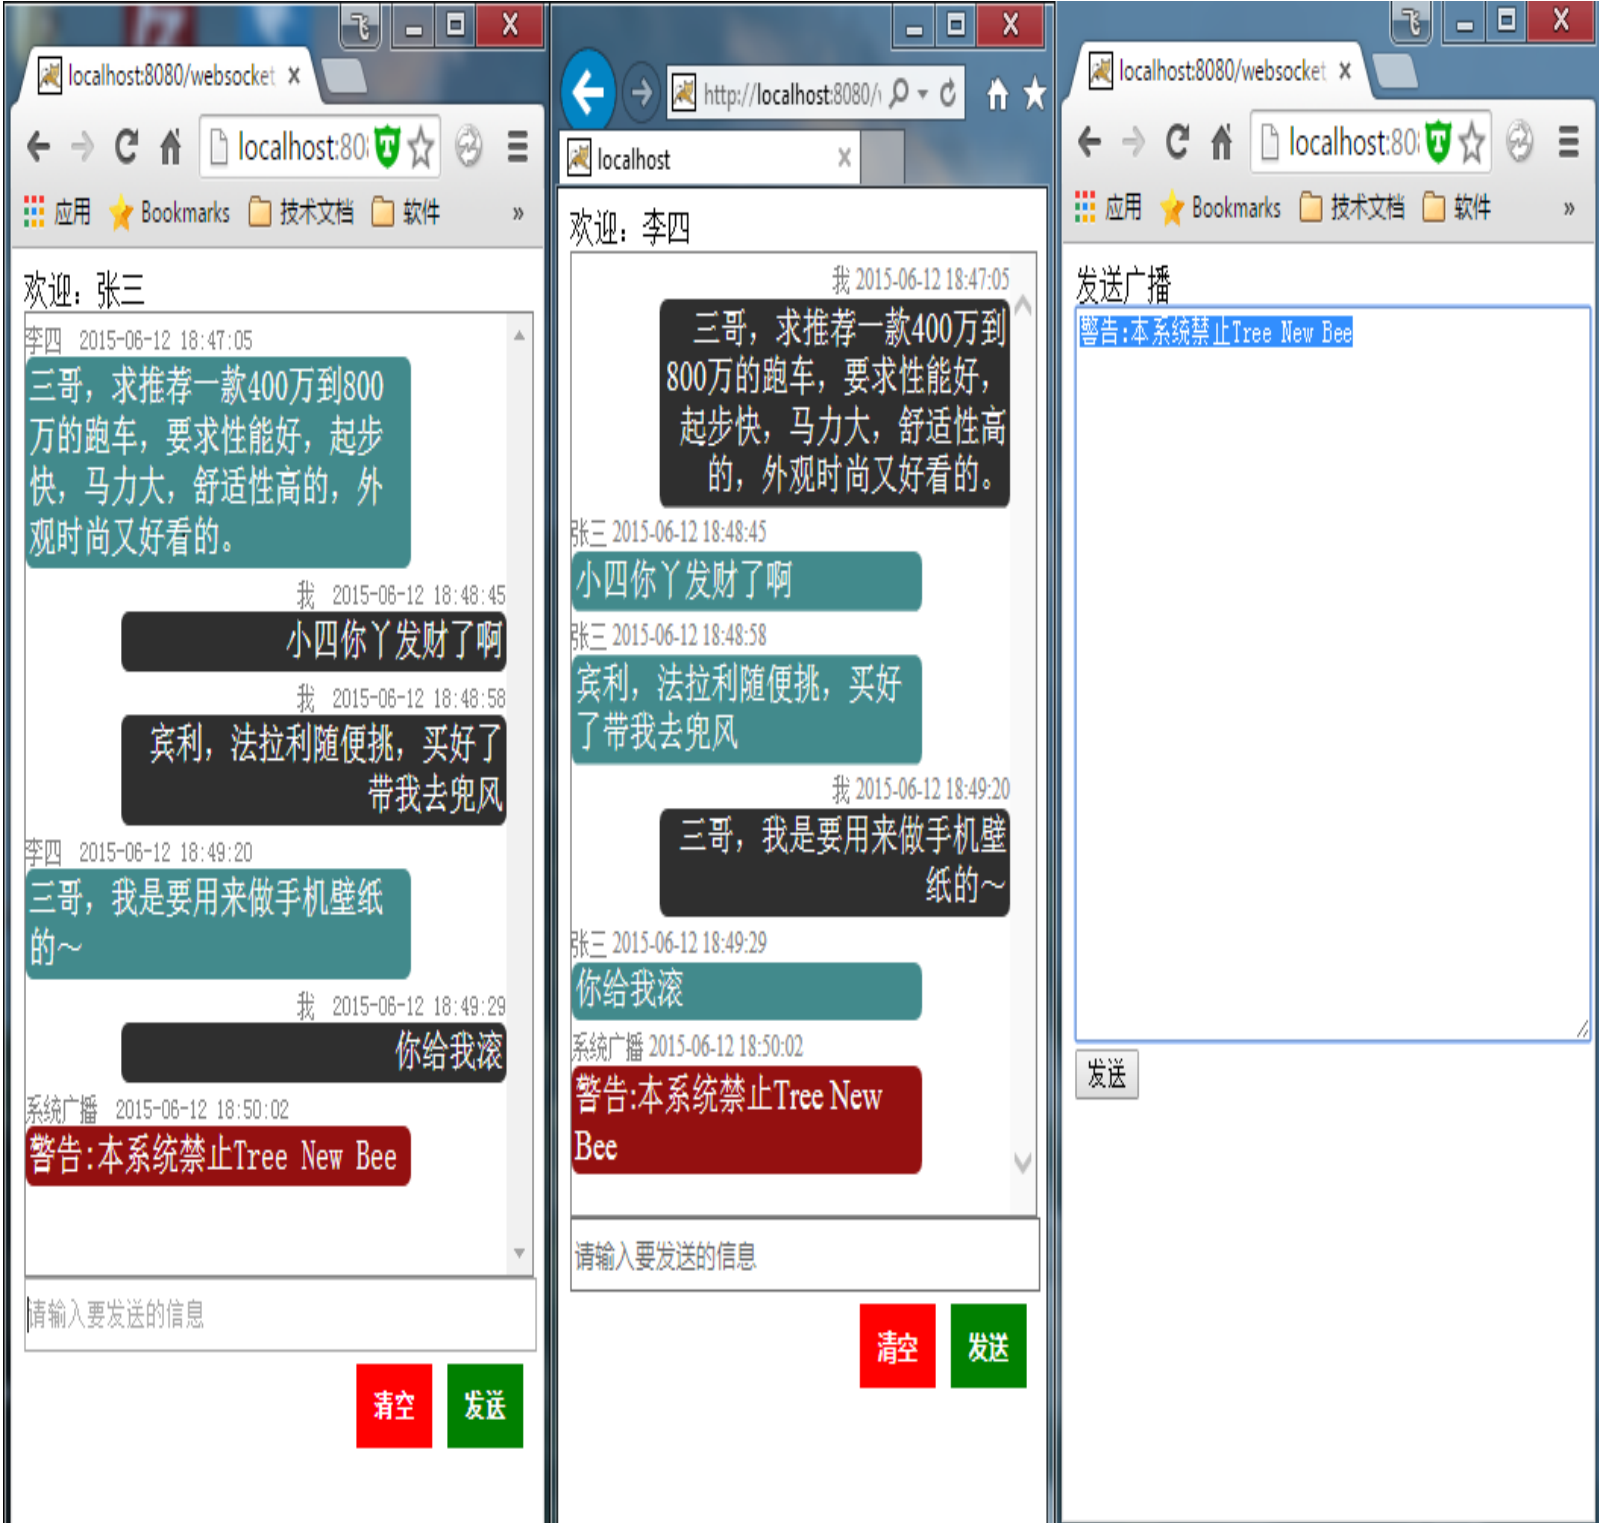 飞
localhost:8080/websocket
localhost:80
应用 Bookmarks 技术文档 软件 »
欢迎：张三
李四 2015-06-12 18:47:05
三哥，求推荐一款400万到800
万的跑车，要求性能好，起步
快，马力大，舒适性高的，外
观时尚又好看的。
我 2015-06-12 18:48:45
小四你丫发财了啊
我 2015-06-12 18:48:58
宾利，法拉利随便挑，买好了
带我去兜风
李四 2015-06-12 18:49:20
三哥，我是要用来做手机壁纸
的～
我 2015-06-12 18:49:29
你给我滚
系统广播 2015-06-12 18:50:02
警告:本系统禁止Tree New Bee
请输入要发送的信息
清空 发送
http://localhost:8080/
localhost
欢迎：李四
我 2015-06-12 18:47:05
三哥，求推荐一款400万到
800万的跑车，要求性能好，
起步快，马力大，舒适性高
的，外观时尚又好看的。
张三 2015-06-12 18:48:45
小四你丫发财了啊
张三 2015-06-12 18:48:58
宾利，法拉利随便挑，买好
了带我去兜风
我 2015-06-12 18:49:20
三哥，我是要用来做手机壁
纸的～
张三 2015-06-12 18:49:29
你给我滚
系统广播 2015-06-12 18:50:02
警告:本系统禁止Tree New
Bee
请输入要发送的信息
清空 发送
飞
localhost:8080/websocket
localhost:80
应用 Bookmarks 技术文档 软件 »
发送广播
警告:本系统禁止Tree New Bee
发送